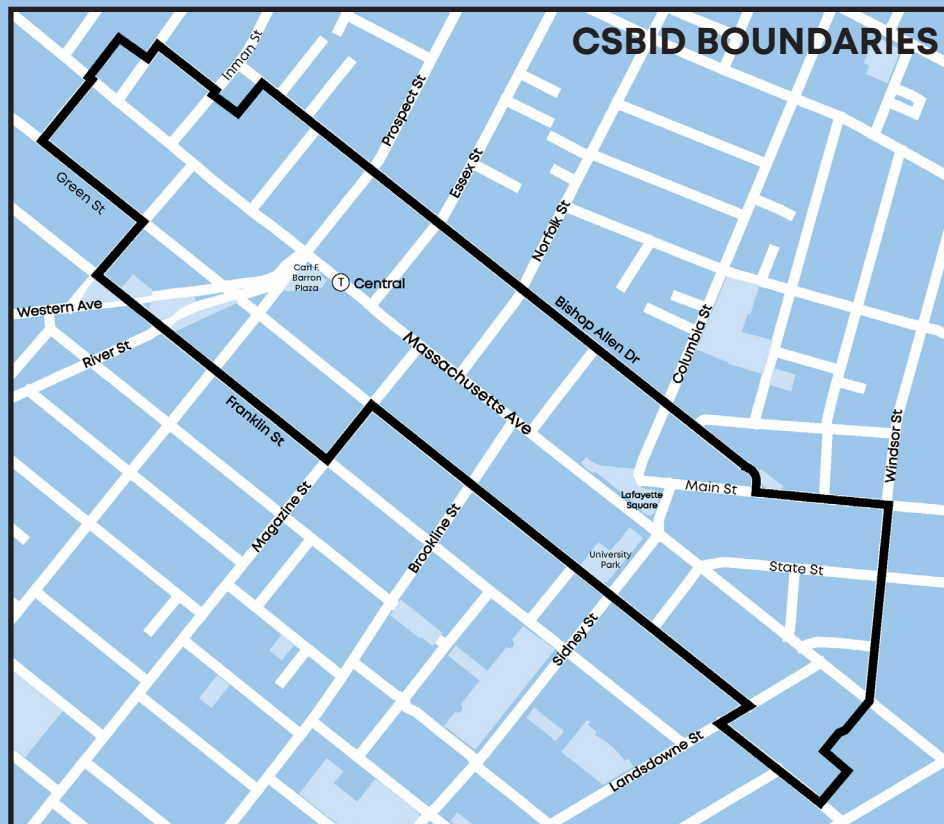 CSBID BOUNDARIES
Inman St
Prospect St
Essex St
Green St
Norfolk St
Carl F.
Barron
Plaza
T Central
Western Ave
River St
Bishop Allen Dr
Columbia St
Massachusetts Ave
Franklin St
Windsor St
Main St
Lafayette
Square
Magazine St
Brookline St
University
Park
State St
Sidney St
Landsdowne St